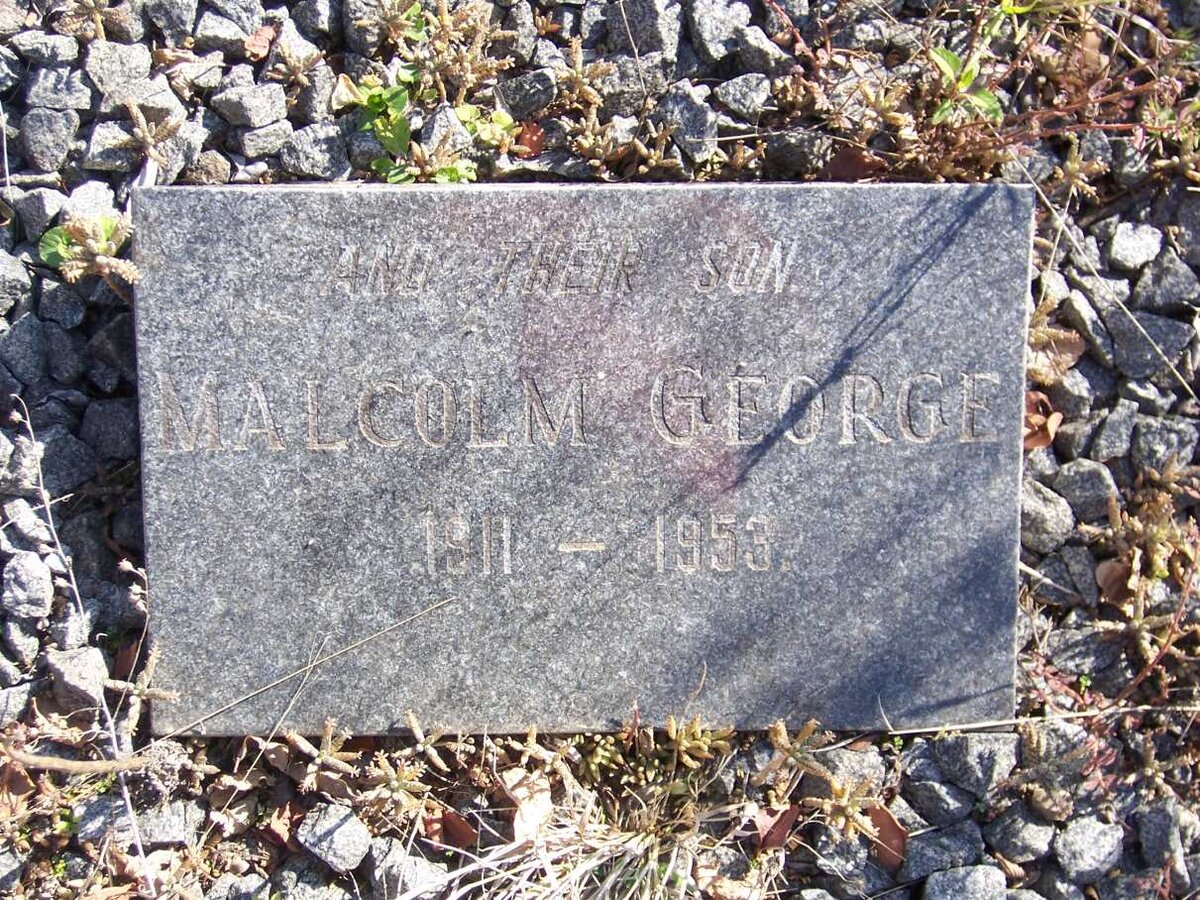 AND THEIR SON
MALCOLM GEORGE
1911 – 1953.